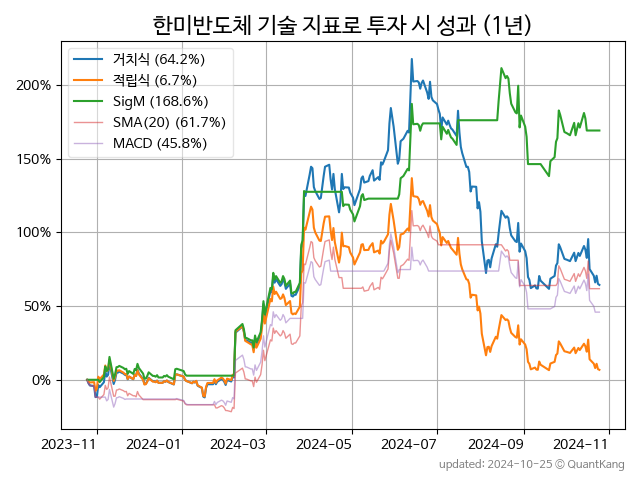 한미반도체 기술 지표로 투자 시 성과 (1년)
거치식 (64.2%)
적립식 (6.7%)
SigM (168.6%)
SMA(20) (61.7%)
MACD (45.8%)
200%
150%
100%
50%
0%
2023-11 2024-01 2024-03 2024-05 2024-07 2024-09 2024-11
updated: 2024-10-25 © QuantKang